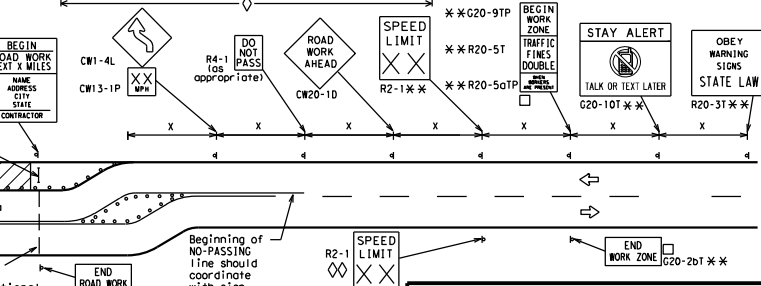 BEGIN
ROAD WORK
NEXT X MILES
NAME
ADDRESS
CITY
STATE
CONTRACTOR
CW1-4L
CW13-1P
XX
MPH
R4-1
(as
appropriate)
DO
NOT
PASS
ROAD
WORK
AHEAD
CW20-1D
SPEED
LIMIT
XX
R2-1**
**G20-9TP
**R20-5T
**R20-5aTP
BEGIN
WORK
ZONE
TRAFFIC
FINES
DOUBLE
WHEN
WORKERS
ARE PRESENT
STAY ALERT
TALK OR TEXT LATER
G20-10T**
OBEY
WARNING
SIGNS
STATE LAW
R20-3T**
X X X X X X X
Beginning of
NO-PASSING
line should
coordinate
with sign
R2-1
SPEED
LIMIT
XX
END
WORK ZONE
G20-2bT**
END
ROAD WORK